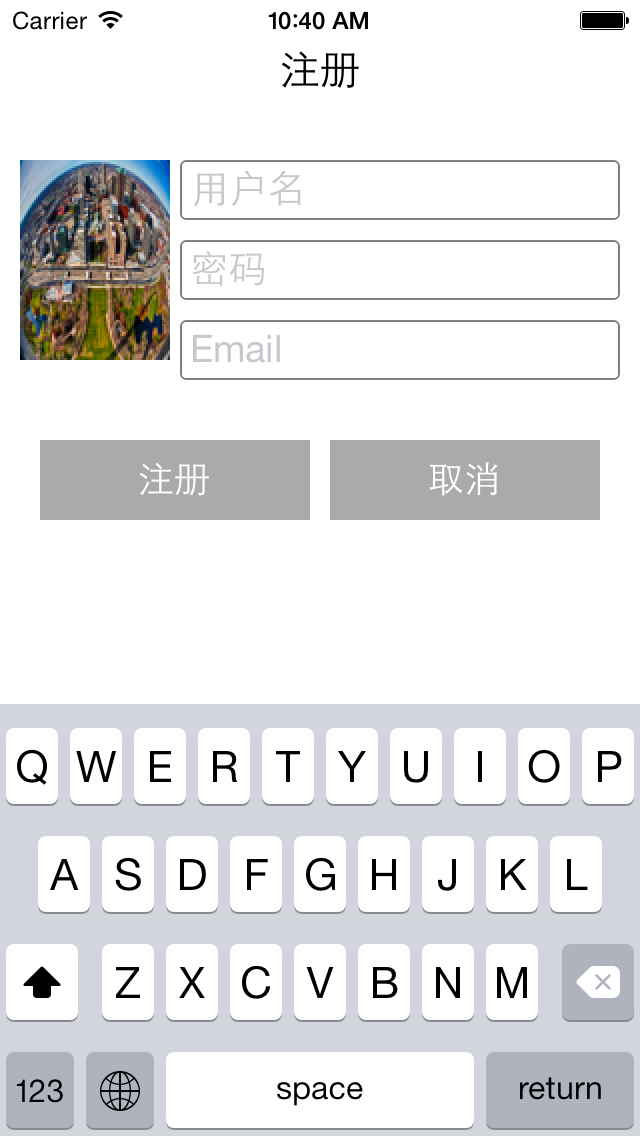 Carrier 10:40 AM
注册
用户名
密码
Email
注册 取消
Q W E R T Y U I O P
A S D F G H J K L
Z X C V B N M
123 space return